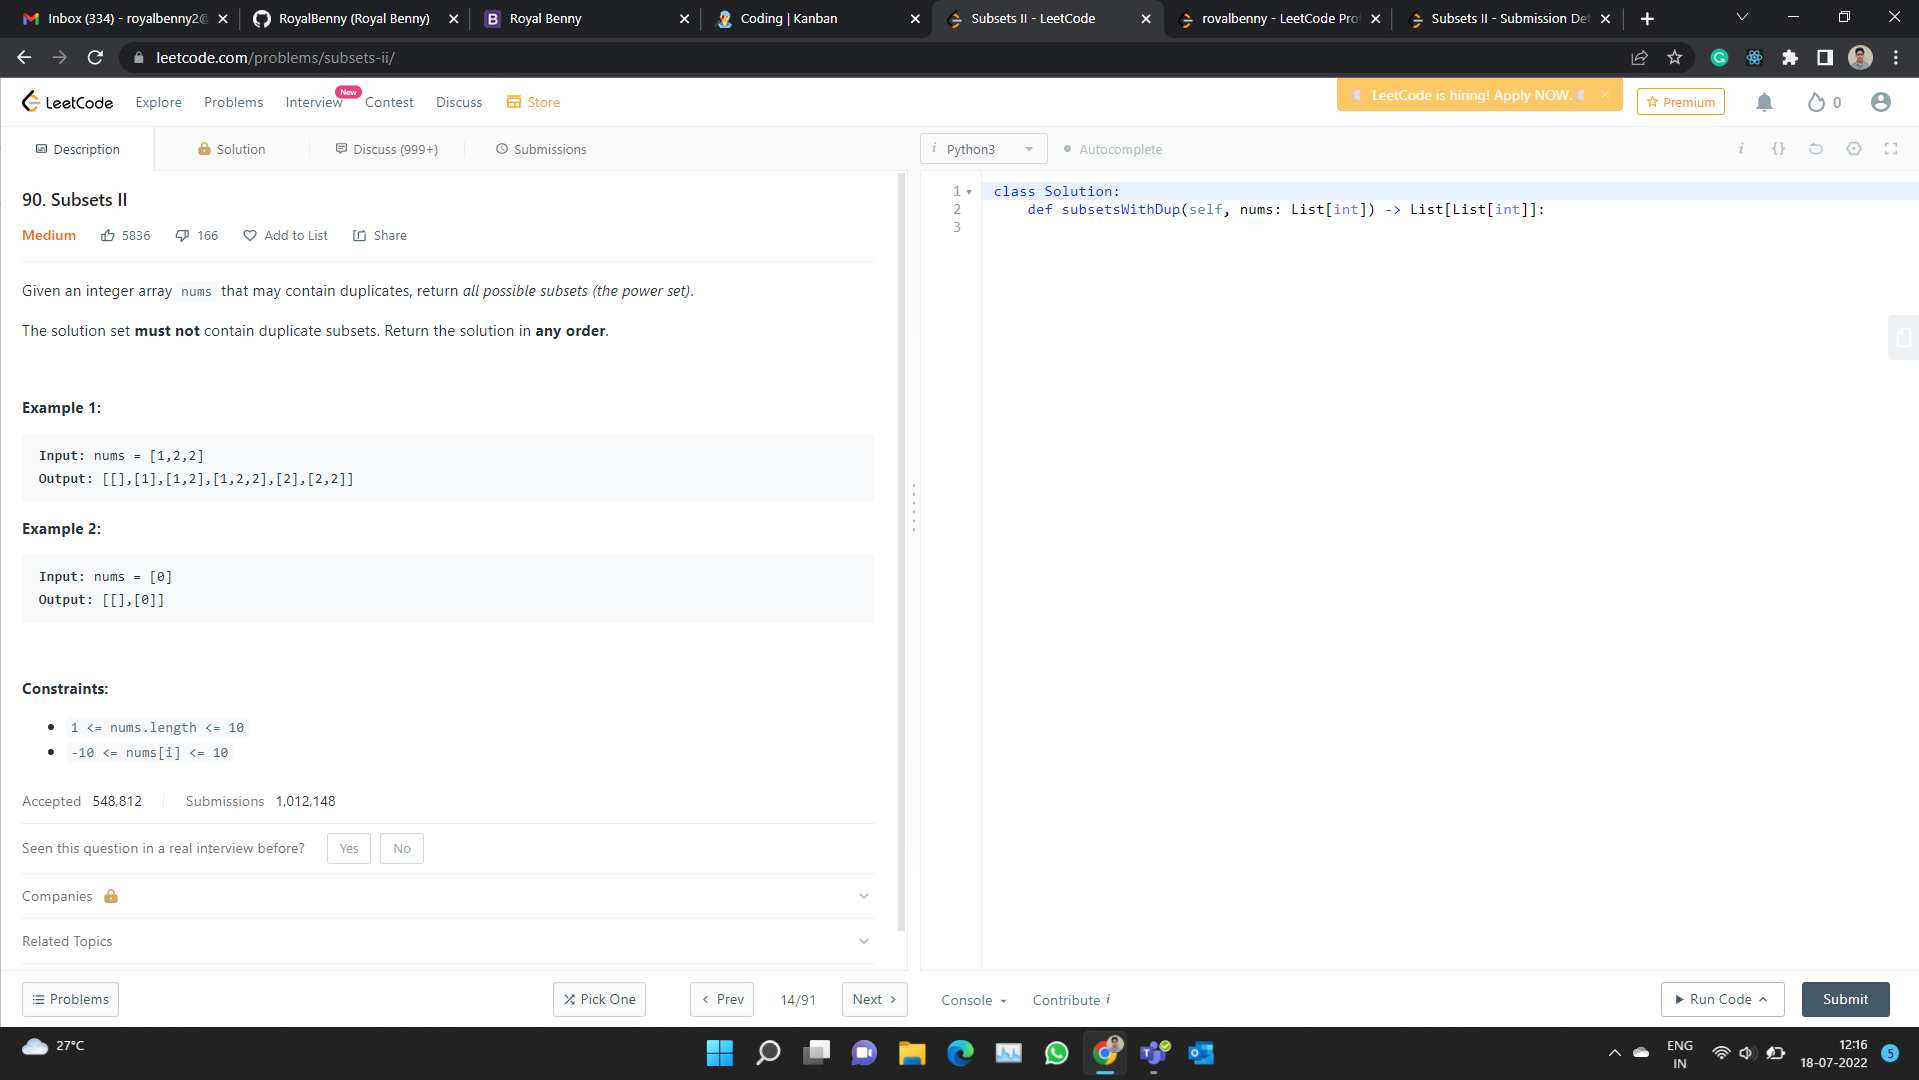 Inbox (334) - royalbenny2@
RoyalBenny (Royal Benny)
B Royal Benny
Coding | Kanban
Subsets II - LeetCode
royalbenny - LeetCode Prof
Subsets II - Submission Det
leetcode.com/problems/subsets-ii/
LeetCode
Explore
Problems
Interview
New
Contest
Discuss
Store
LeetCode is hiring! Apply NOW.
Premium
0
Description
Solution
Discuss (999+)
Submissions
i Python3
Autocomplete
i
{}
90. Subsets II
Medium
5836
166
Add to List
Share
Given an integer array nums that may contain duplicates, return all possible subsets (the power set).
The solution set must not contain duplicate subsets. Return the solution in any order.
Example 1:
Input: nums = [1,2,2]
Output: [[],[1],[1,2],[1,2,2],[2],[2,2]]
Example 2:
Input: nums = [0]
Output: [[],[0]]
Constraints:
1 <= nums.length <= 10
-10 <= nums[i] <= 10
Accepted 548,812
Submissions 1,012,148
Seen this question in a real interview before?
Yes
No
Companies
Related Topics
1 class Solution:
2 def subsetsWithDup(self, nums: List[int]) -> List[List[int]]:
3
Problems
Pick One
Prev
14/91
Next
Console
Contribute i
Run Code
Submit
27°C
ENG
IN
12:16
18-07-2022
5